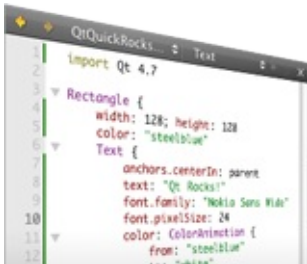 QtQuickRocks... Text
1 import Qt 4.7
2
3 Rectangle {
4 width: 128; height: 128
5 color: "steelblue"
6 Text {
7 anchors.centerIn: parent
8 text: "Qt Rocks!"
9 font.family: "Nokia Sans Wide"
10 font.pixelSize: 24
11 color: ColorAnimation {
12 from: "steelblue"